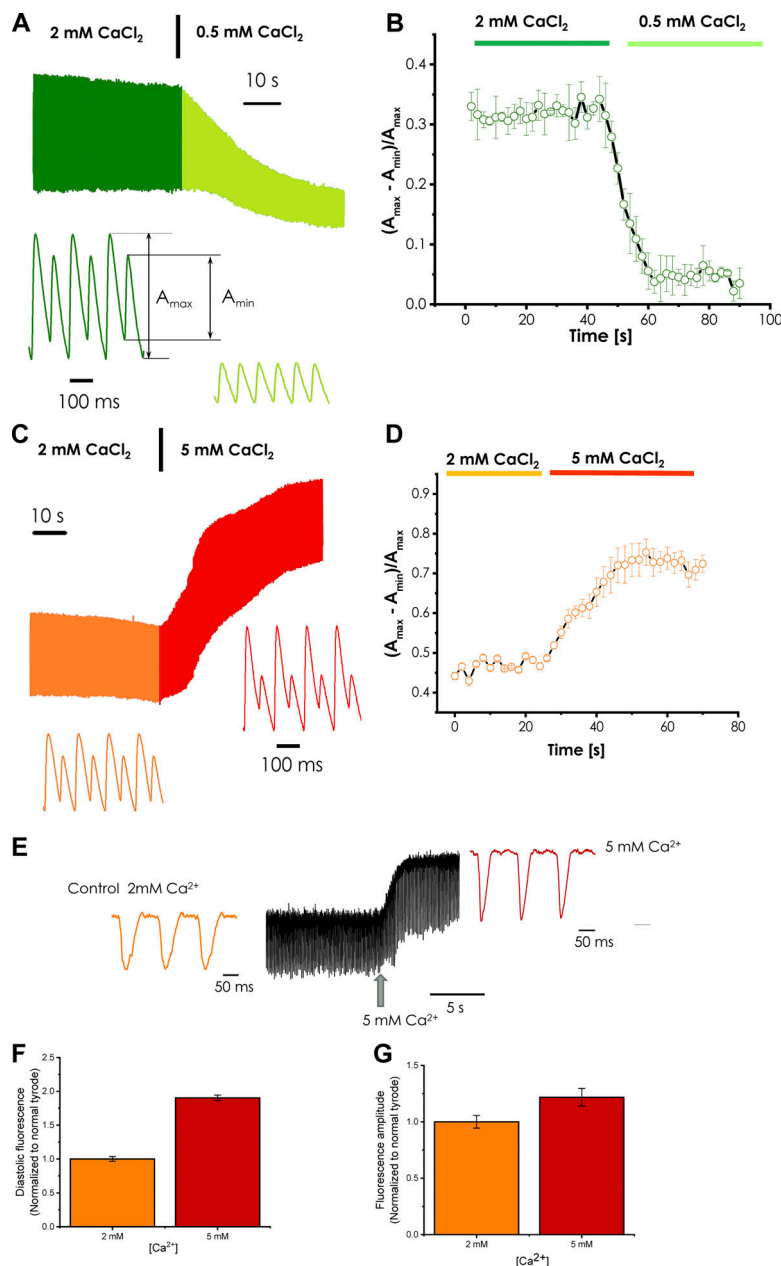 A
2 mM CaCl₂
0.5 mM CaCl₂
10 s
Aₘₐₓ
Aₘᵢₙ
100 ms
B
2 mM CaCl₂
0.5 mM CaCl₂
(Aₘₐₓ - Aₘᵢₙ)/Aₘₐₓ
0.4
0.3
0.2
0.1
0.0
0 20 40 60 80 100
Time [s]
C
2 mM CaCl₂
5 mM CaCl₂
10 s
100 ms
D
2 mM CaCl₂
5 mM CaCl₂
(Aₘₐₓ - Aₘᵢₙ)/Aₘₐₓ
0.9
0.8
0.7
0.6
0.5
0.4
0 20 40 60 80
Time [s]
E
Control 2mM Ca²⁺
50 ms
5 mM Ca²⁺
5 s
5 mM Ca²⁺
50 ms
F
Diastolic fluorescence
(Normalized to normal tyrode)
2.5
2.0
1.5
1.0
0.5
0.0
2 mM 5 mM
[Ca²⁺]
G
Fluorescence amplitude
(Normalized to normal tyrode)
1.5
1.0
0.5
0.0
2 mM 5 mM
[Ca²⁺]